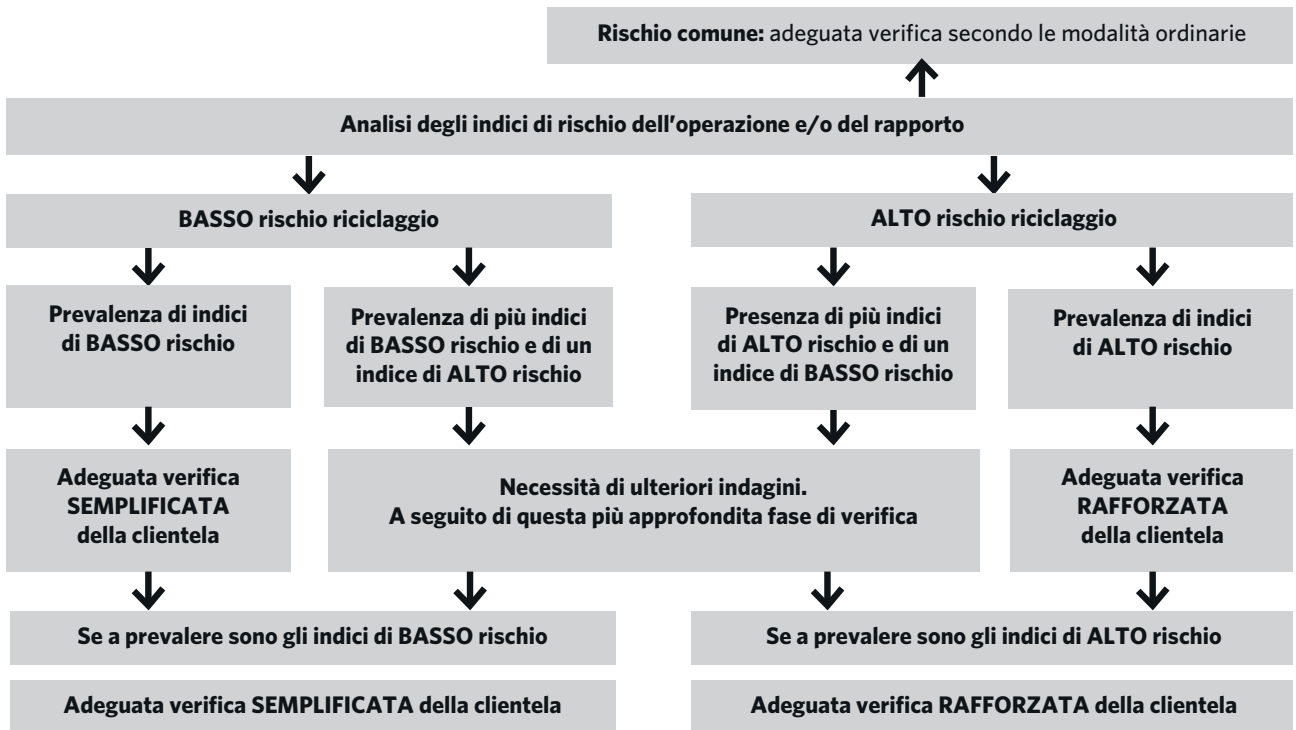 Rischio comune: adeguata verifica secondo le modalità ordinarie
Analisi degli indici di rischio dell'operazione e/o del rapporto
BASSO rischio riciclaggio
ALTO rischio riciclaggio
Prevalenza di indici
di BASSO rischio
Prevalenza di più indici
di BASSO rischio e di un
indice di ALTO rischio
Presenza di più indici
di ALTO rischio e di un
indice di BASSO rischio
Prevalenza di indici
di ALTO rischio
Adeguata verifica
SEMPLIFICATA
della clientela
Necessità di ulteriori indagini.
A seguito di questa più approfondita fase di verifica
Adeguata verifica
RAFFORZATA
della clientela
Se a prevalere sono gli indici di BASSO rischio
Se a prevalere sono gli indici di ALTO rischio
Adeguata verifica SEMPLIFICATA della clientela
Adeguata verifica RAFFORZATA della clientela